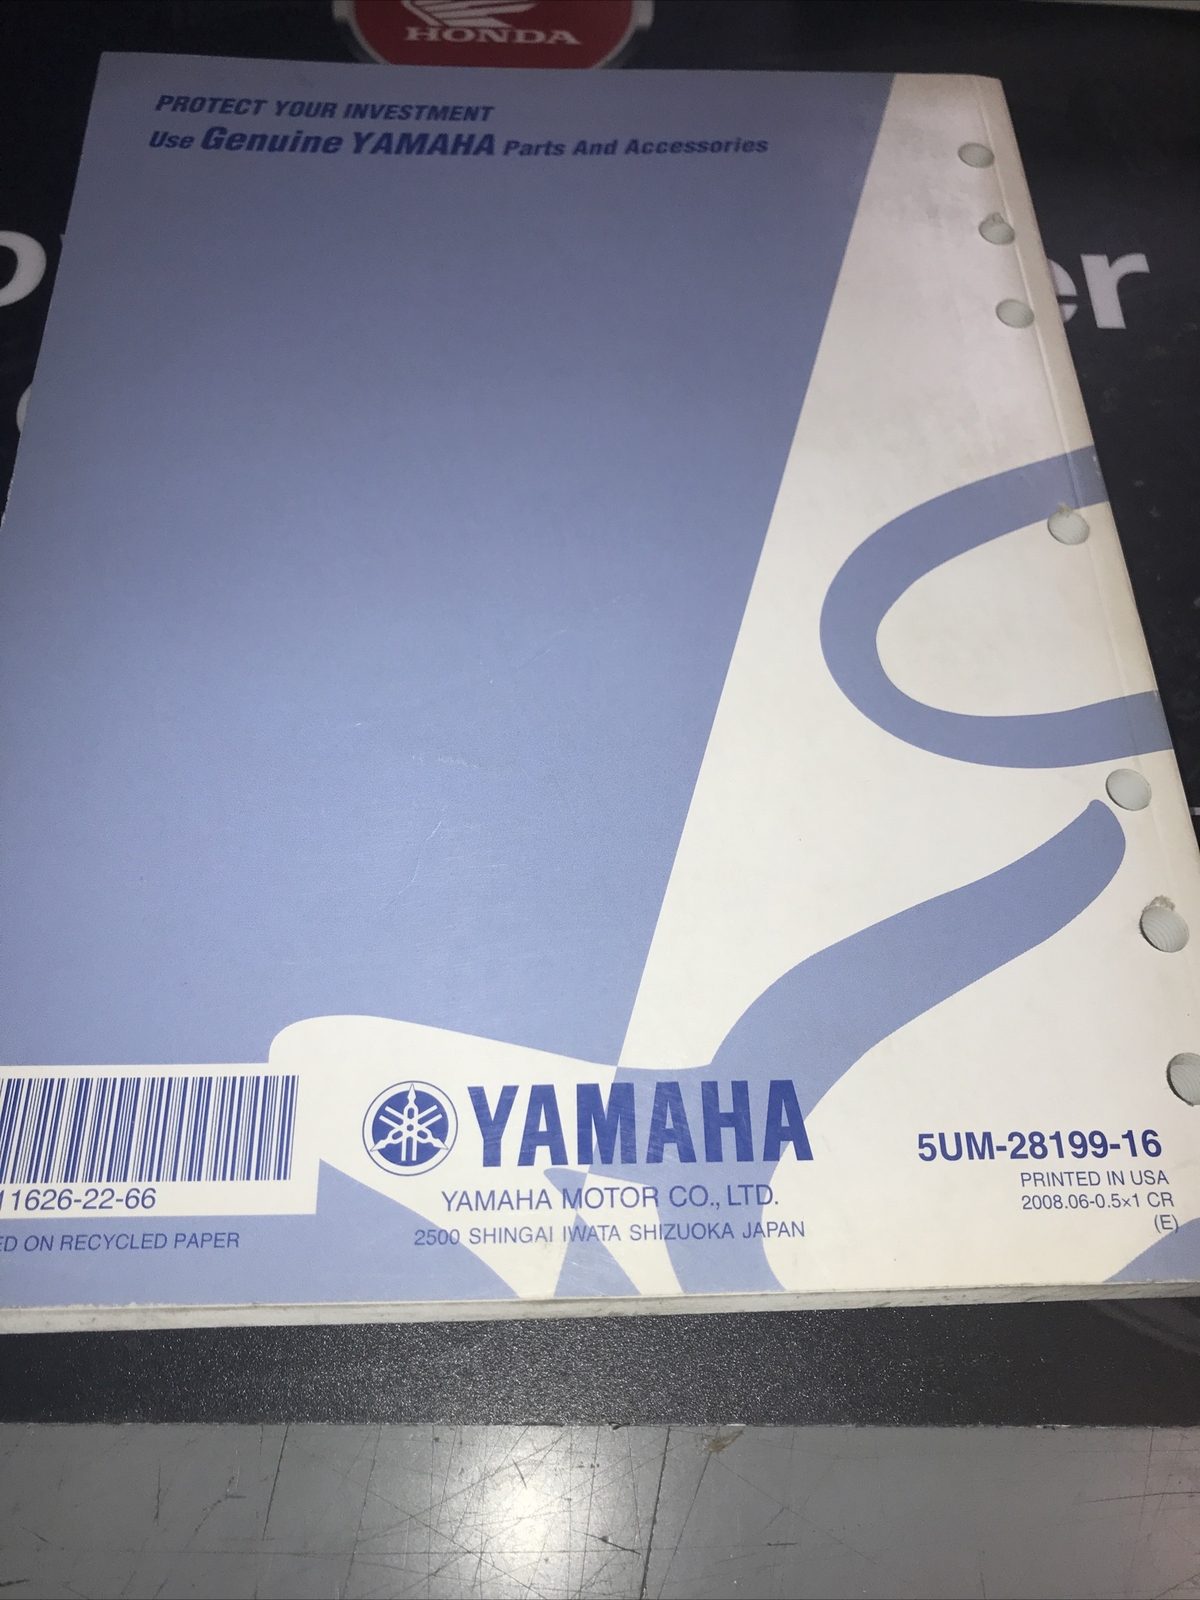 HONDA
PROTECT YOUR INVESTMENT
Use Genuine YAMAHA Parts And Accessories
er
YAMAHA
YAMAHA MOTOR CO., LTD.
2500 SHINGAI IWATA SHIZUOKA JAPAN
11626-22-66
ED ON RECYCLED PAPER
5UM-28199-16
PRINTED IN USA
2008.06-0.5×1 CR
(E)